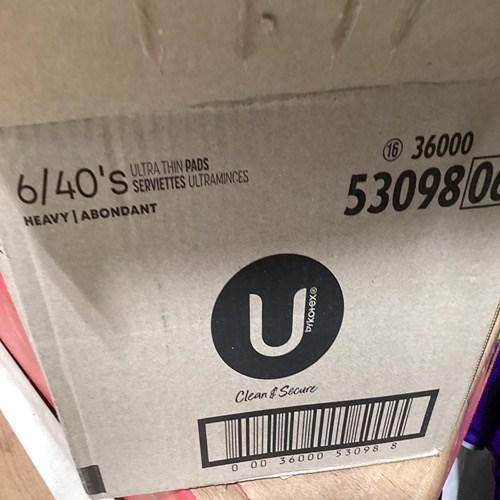 6/40's ULTRA THIN PADS
SERVIETTES ULTRAMINCES
HEAVY | ABONDANT
16 36000
53098
U
by KOTEX®
Clean & Secure
0 00 36000 53098 8